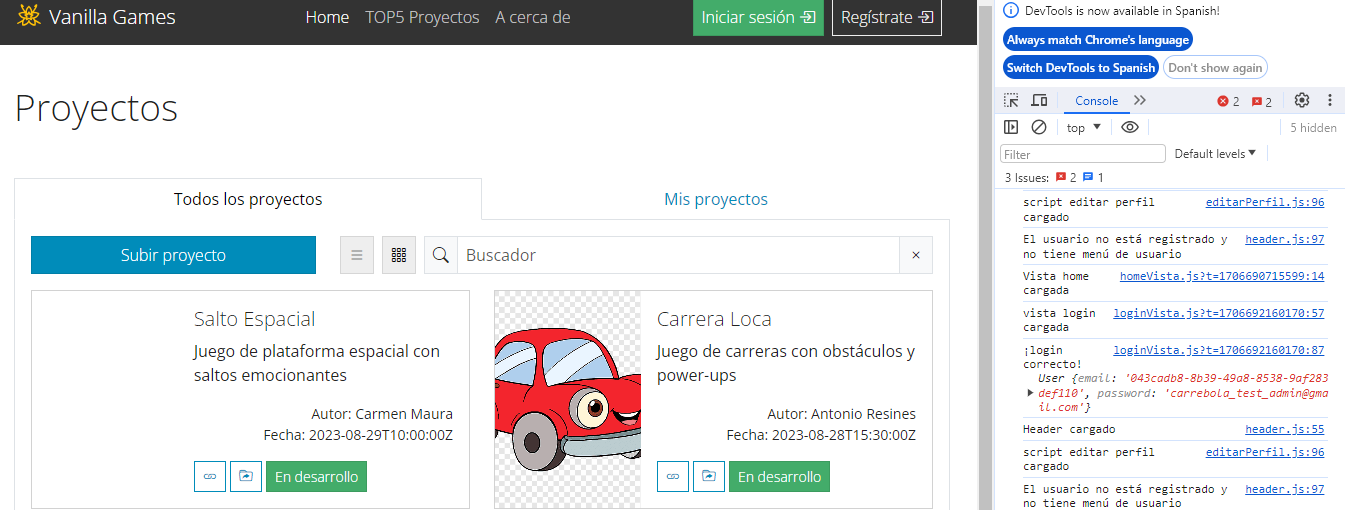 Vanilla Games
Home
TOP5 Proyectos
A cerca de
Iniciar sesión
Regístrate
Proyectos
Todos los proyectos
Mis proyectos
Subir proyecto
Buscador
×
Salto Espacial
Juego de plataforma espacial con
saltos emocionantes
Autor: Carmen Maura
Fecha: 2023-08-29T10:00:00Z
En desarrollo
Carrera Loca
Juego de carreras con obstáculos y
power-ups
Autor: Antonio Resines
Fecha: 2023-08-28T15:30:00Z
En desarrollo
DevTools is now available in Spanish!
Always match Chrome's language
Switch DevTools to Spanish
Don't show again
Console
2
2
top
5 hidden
Filter
Default levels
3 Issues:
2
1
script editar perfil editarPerfil.js:96
cargado
El usuario no está registrado y header.js:97
no tiene menú de usuario
Vista home homeVista.js?t=1706690715599:14
cargada
vista login loginVista.js?t=1706692160170:57
cargada
¡login loginVista.js?t=1706692160170:87
correcto!
User {email: '043cadb8-8b39-49a8-8538-9af283
def110', password: 'carrebola_test_admin@gma
il.com'}
Header cargado header.js:55
script editar perfil editarPerfil.js:96
cargado
El usuario no está registrado y header.js:97
no tiene menú de usuario